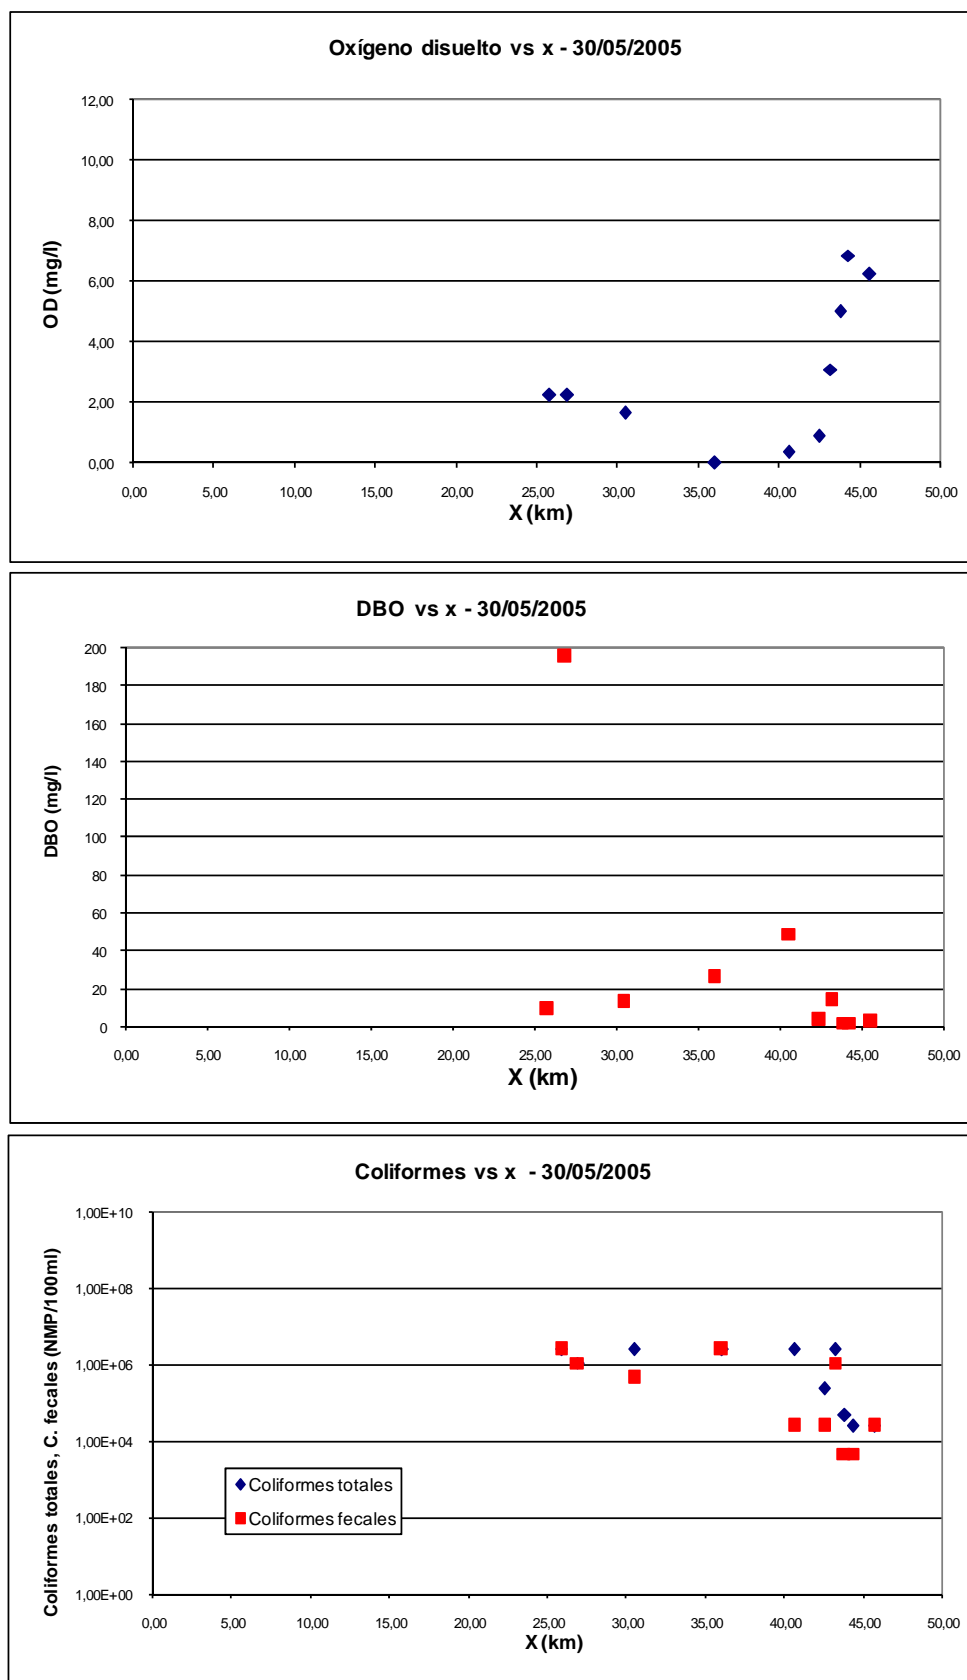 Oxígeno disuelto vs x - 30/05/2005
12,00
10,00
8,00
6,00
4,00
2,00
0,00
OD (mg/l)
0,00 5,00 10,00 15,00 20,00 25,00 30,00 35,00 40,00 45,00 50,00
X (km)
DBO vs x - 30/05/2005
200
180
160
140
120
100
80
60
40
20
0
DBO (mg/l)
0,00 5,00 10,00 15,00 20,00 25,00 30,00 35,00 40,00 45,00 50,00
X (km)
Coliformes vs x - 30/05/2005
1,00E+10
1,00E+08
1,00E+06
1,00E+04
1,00E+02
1,00E+00
Coliformes totales, C. fecales (NMP/100ml)
Coliformes totales
Coliformes fecales
0,00 5,00 10,00 15,00 20,00 25,00 30,00 35,00 40,00 45,00 50,00
X (km)